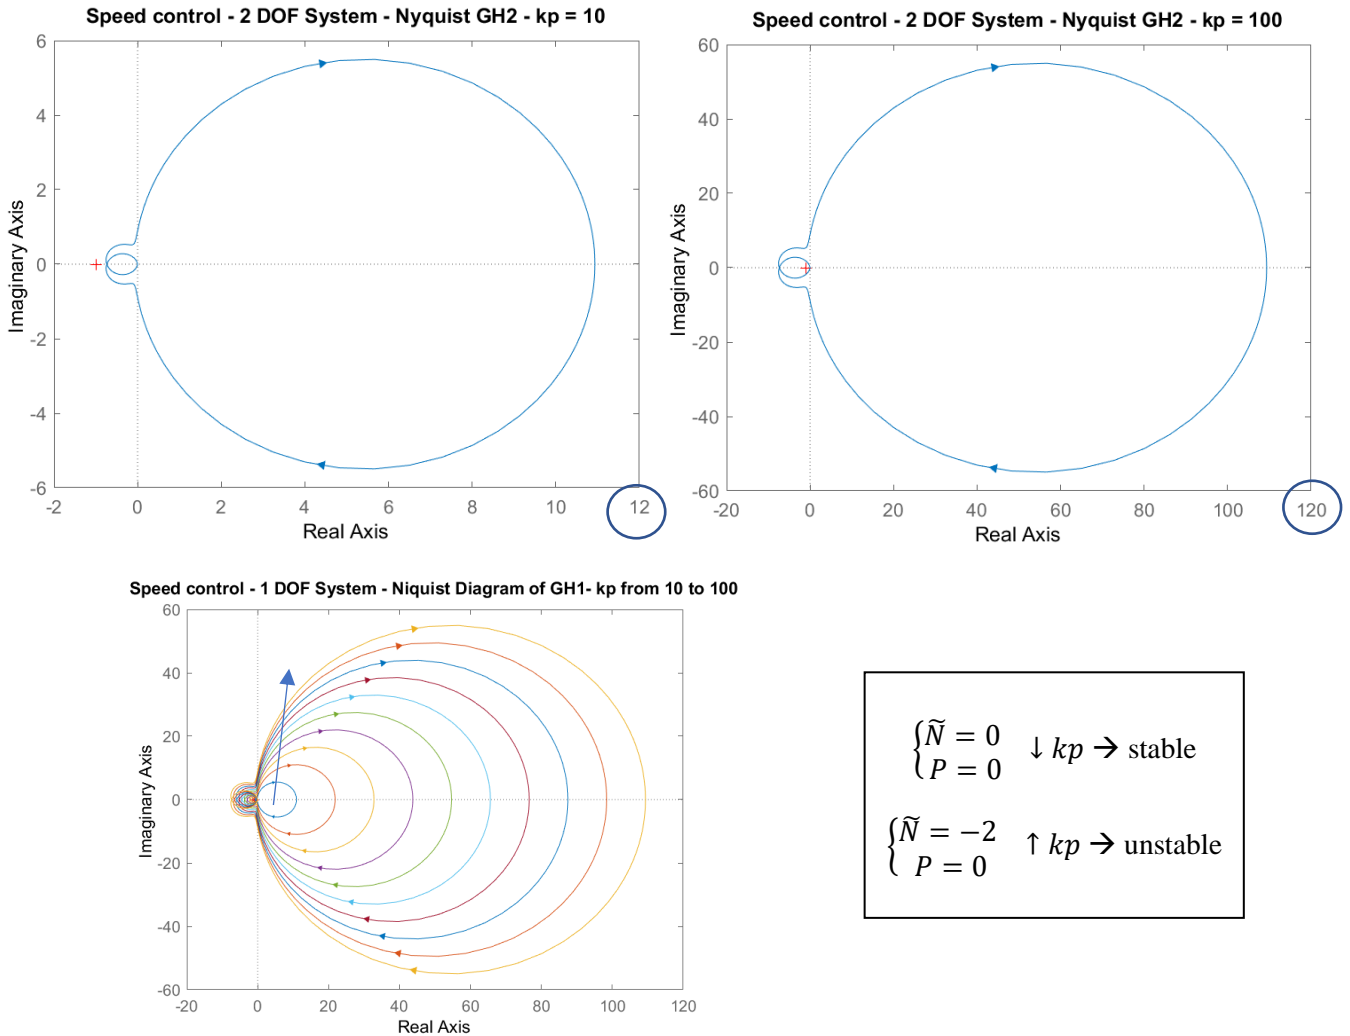 Speed control - 2 DOF System - Nyquist GH2 - kp = 10
6
4
2
0
-2
-4
-6
Imaginary Axis
-2 0 2 4 6 8 10 12
Real Axis
Speed control - 2 DOF System - Nyquist GH2 - kp = 100
60
40
20
0
-20
-40
-60
Imaginary Axis
-20 0 20 40 60 80 100 120
Real Axis
Speed control - 1 DOF System - Niquist Diagram of GH1- kp from 10 to 100
60
40
20
0
-20
-40
-60
Imaginary Axis
-20 0 20 40 60 80 100 120
Real Axis
{Ñ = 0
P = 0 ↓ kp → stable
{Ñ = −2
P = 0 ↑ kp → unstable